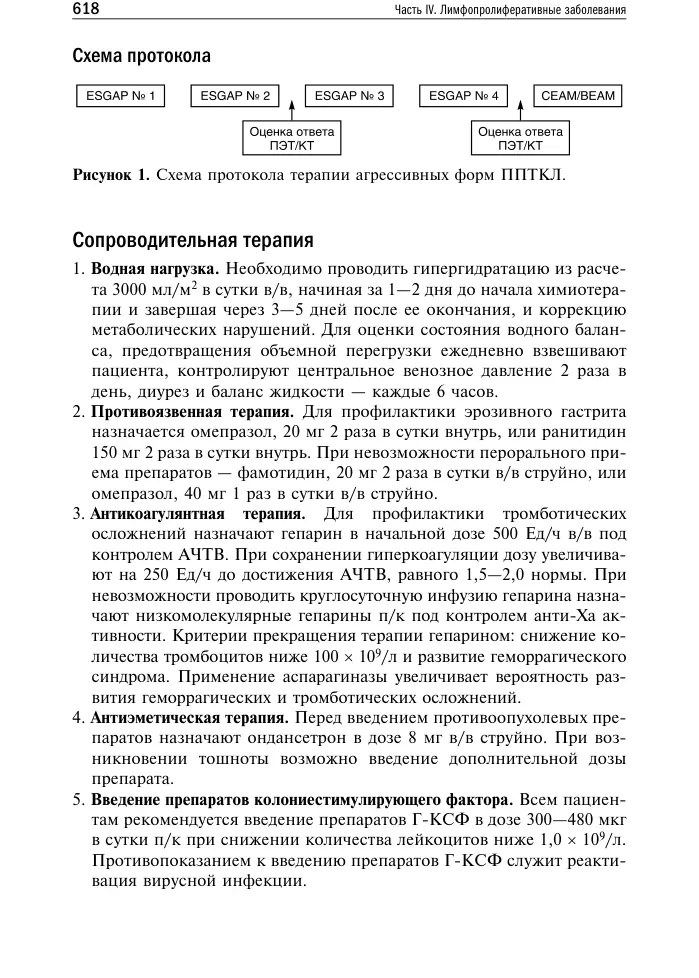 618
Часть IV. Лимфопролиферативные заболевания
Схема протокола
ESGAP № 1
ESGAP № 2
ESGAP № 3
ESGAP № 4
CEAM/BEAM
Оценка ответа
ПЭТ/КТ
Оценка ответа
ПЭТ/КТ
Рисунок 1. Схема протокола терапии агрессивных форм ППТКЛ.
Сопроводительная терапия
1. Водная нагрузка. Необходимо проводить гипергидратацию из расче-
та 3000 мл/м² в сутки в/в, начиная за 1—2 дня до начала химиотера-
пии и завершая через 3—5 дней после ее окончания, и коррекцию
метаболических нарушений. Для оценки состояния водного балан-
са, предотвращения объемной перегрузки ежедневно взвешивают
пациента, контролируют центральное венозное давление 2 раза в
день, диурез и баланс жидкости — каждые 6 часов.
2. Противоязвенная терапия. Для профилактики эрозивного гастрита
назначается омепразол, 20 мг 2 раза в сутки внутрь, или ранитидин
150 мг 2 раза в сутки внутрь. При невозможности перорального при-
ема препаратов — фамотидин, 20 мг 2 раза в сутки в/в струйно, или
омепразол, 40 мг 1 раз в сутки в/в струйно.
3. Антикоагулянтная терапия. Для профилактики тромботических
осложнений назначают гепарин в начальной дозе 500 Ед/ч в/в под
контролем АЧТВ. При сохранении гиперкоагуляции дозу увеличива-
ют на 250 Ед/ч до достижения АЧТВ, равного 1,5—2,0 нормы. При
невозможности проводить круглосуточную инфузию гепарина назна-
чают низкомолекулярные гепарины п/к под контролем анти-Ха ак-
тивности. Критерии прекращения терапии гепарином: снижение ко-
личества тромбоцитов ниже 100 × 10⁹/л и развитие геморрагического
синдрома. Применение аспарагиназы увеличивает вероятность раз-
вития геморрагических и тромботических осложнений.
4. Антиэметическая терапия. Перед введением противоопухолевых пре-
паратов назначают ондансетрон в дозе 8 мг в/в струйно. При воз-
никновении тошноты возможно введение дополнительной дозы
препарата.
5. Введение препаратов колониестимулирующего фактора. Всем пациен-
там рекомендуется введение препаратов Г-КСФ в дозе 300—480 мкг
в сутки п/к при снижении количества лейкоцитов ниже 1,0 × 10⁹/л.
Противопоказанием к введению препаратов Г-КСФ служит реакти-
вация вирусной инфекции.